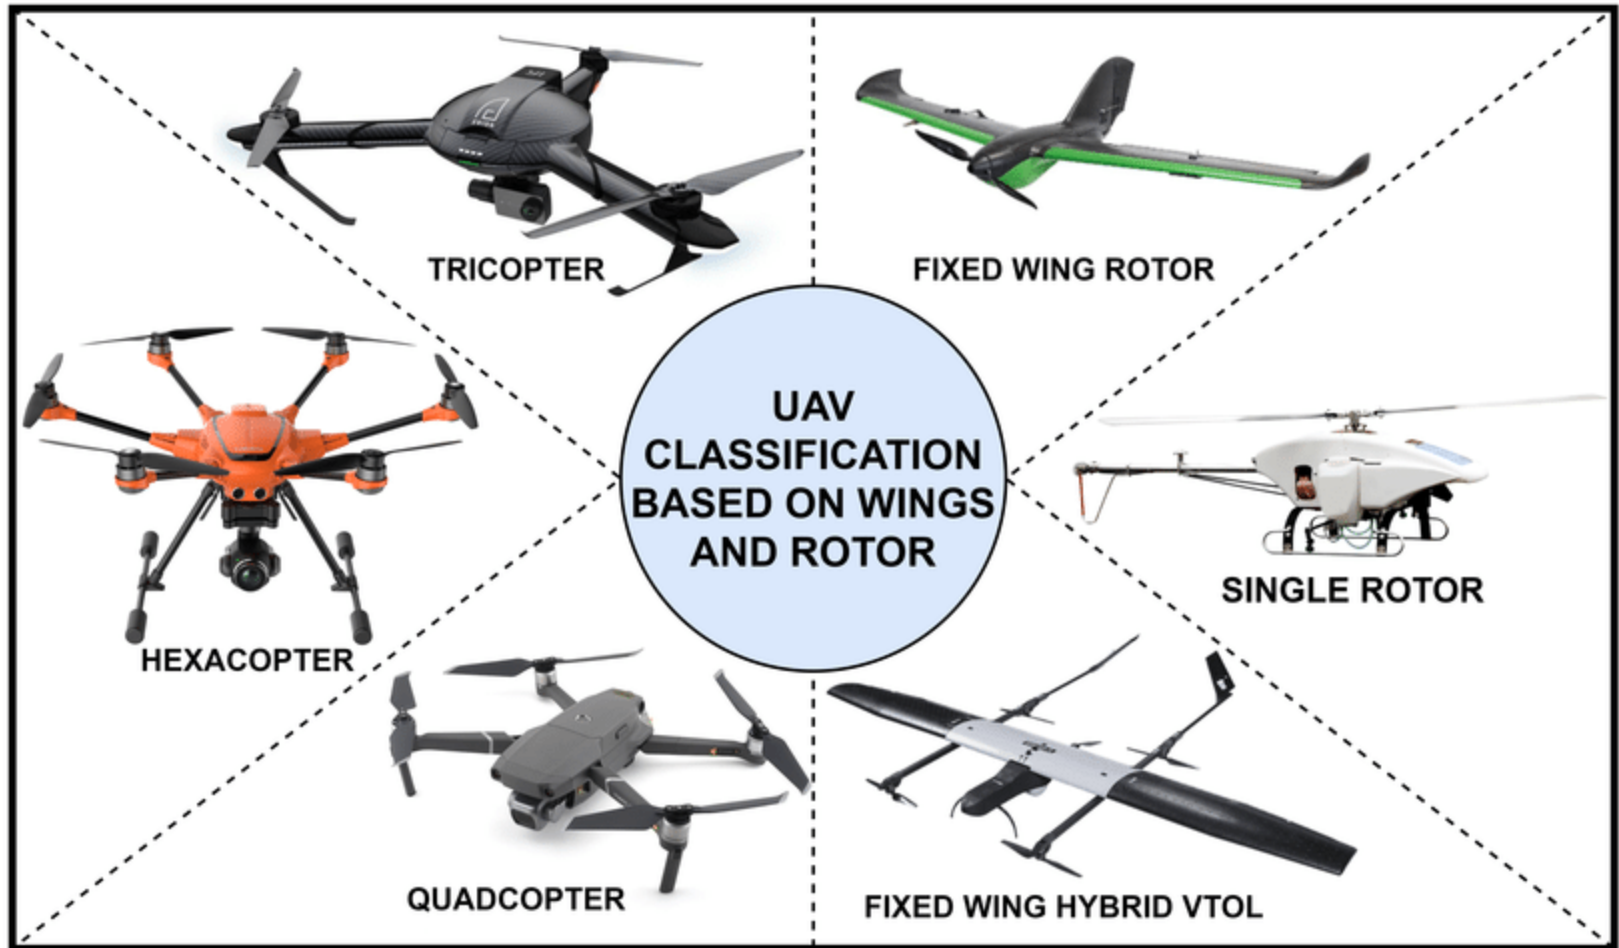 TRICOPTER
FIXED WING ROTOR
HEXACOPTER
UAV
CLASSIFICATION
BASED ON WINGS
AND ROTOR
SINGLE ROTOR
QUADCOPTER
FIXED WING HYBRID VTOL